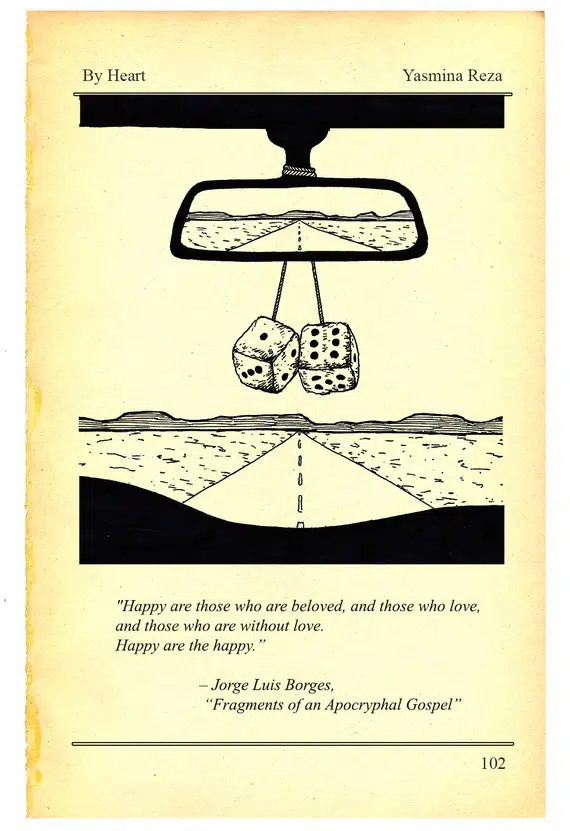 By Heart
Yasmina Reza
"Happy are those who are beloved, and those who love,
and those who are without love.
Happy are the happy.”
– Jorge Luis Borges,
“Fragments of an Apocryphal Gospel”
102